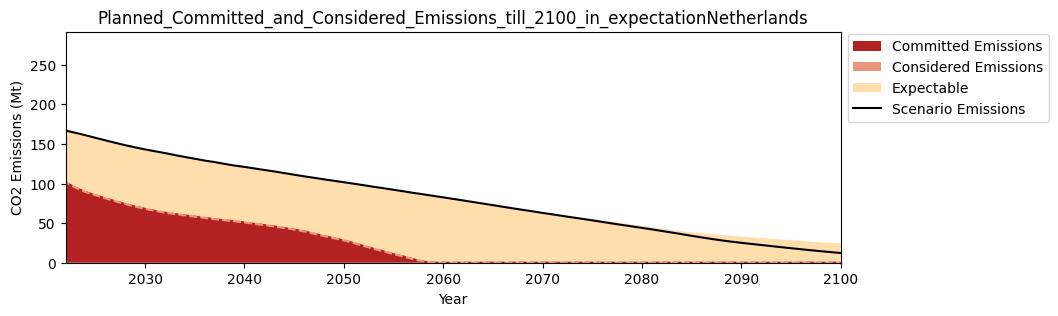 Planned_Committed_and_Considered_Emissions_till_2100_in_expectationNetherlands
Committed Emissions
Considered Emissions
Expectable
Scenario Emissions
CO2 Emissions (Mt)
250
200
150
100
50
0
2030 2040 2050 2060 2070 2080 2090 2100
Year